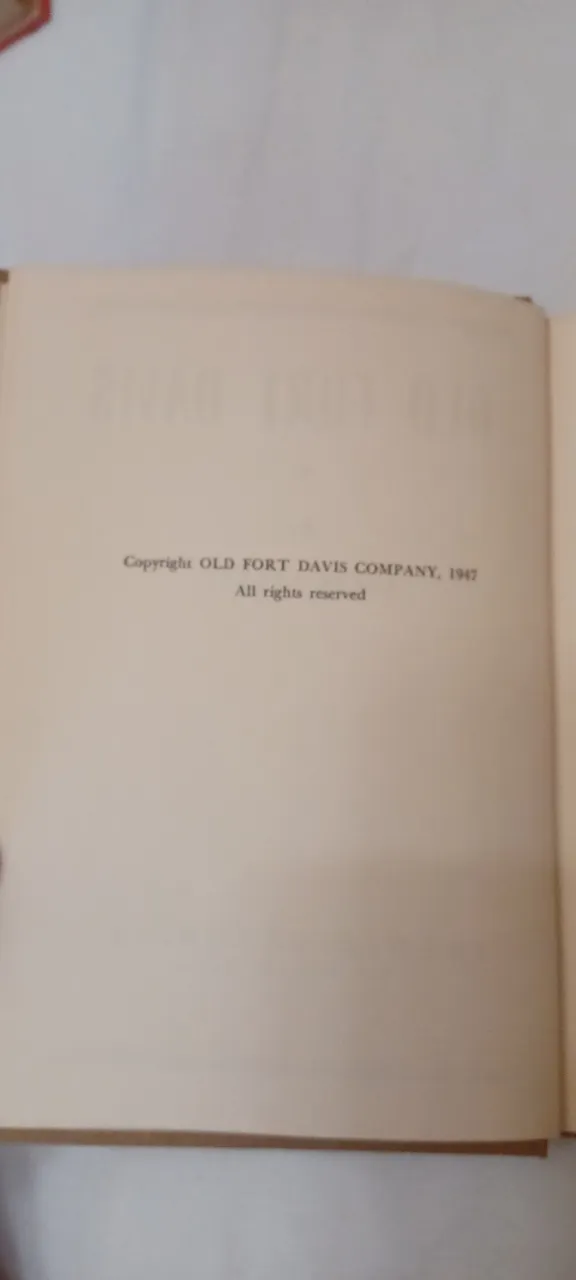 Copyright OLD FORT DAVIS COMPANY, 1947
All rights reserved